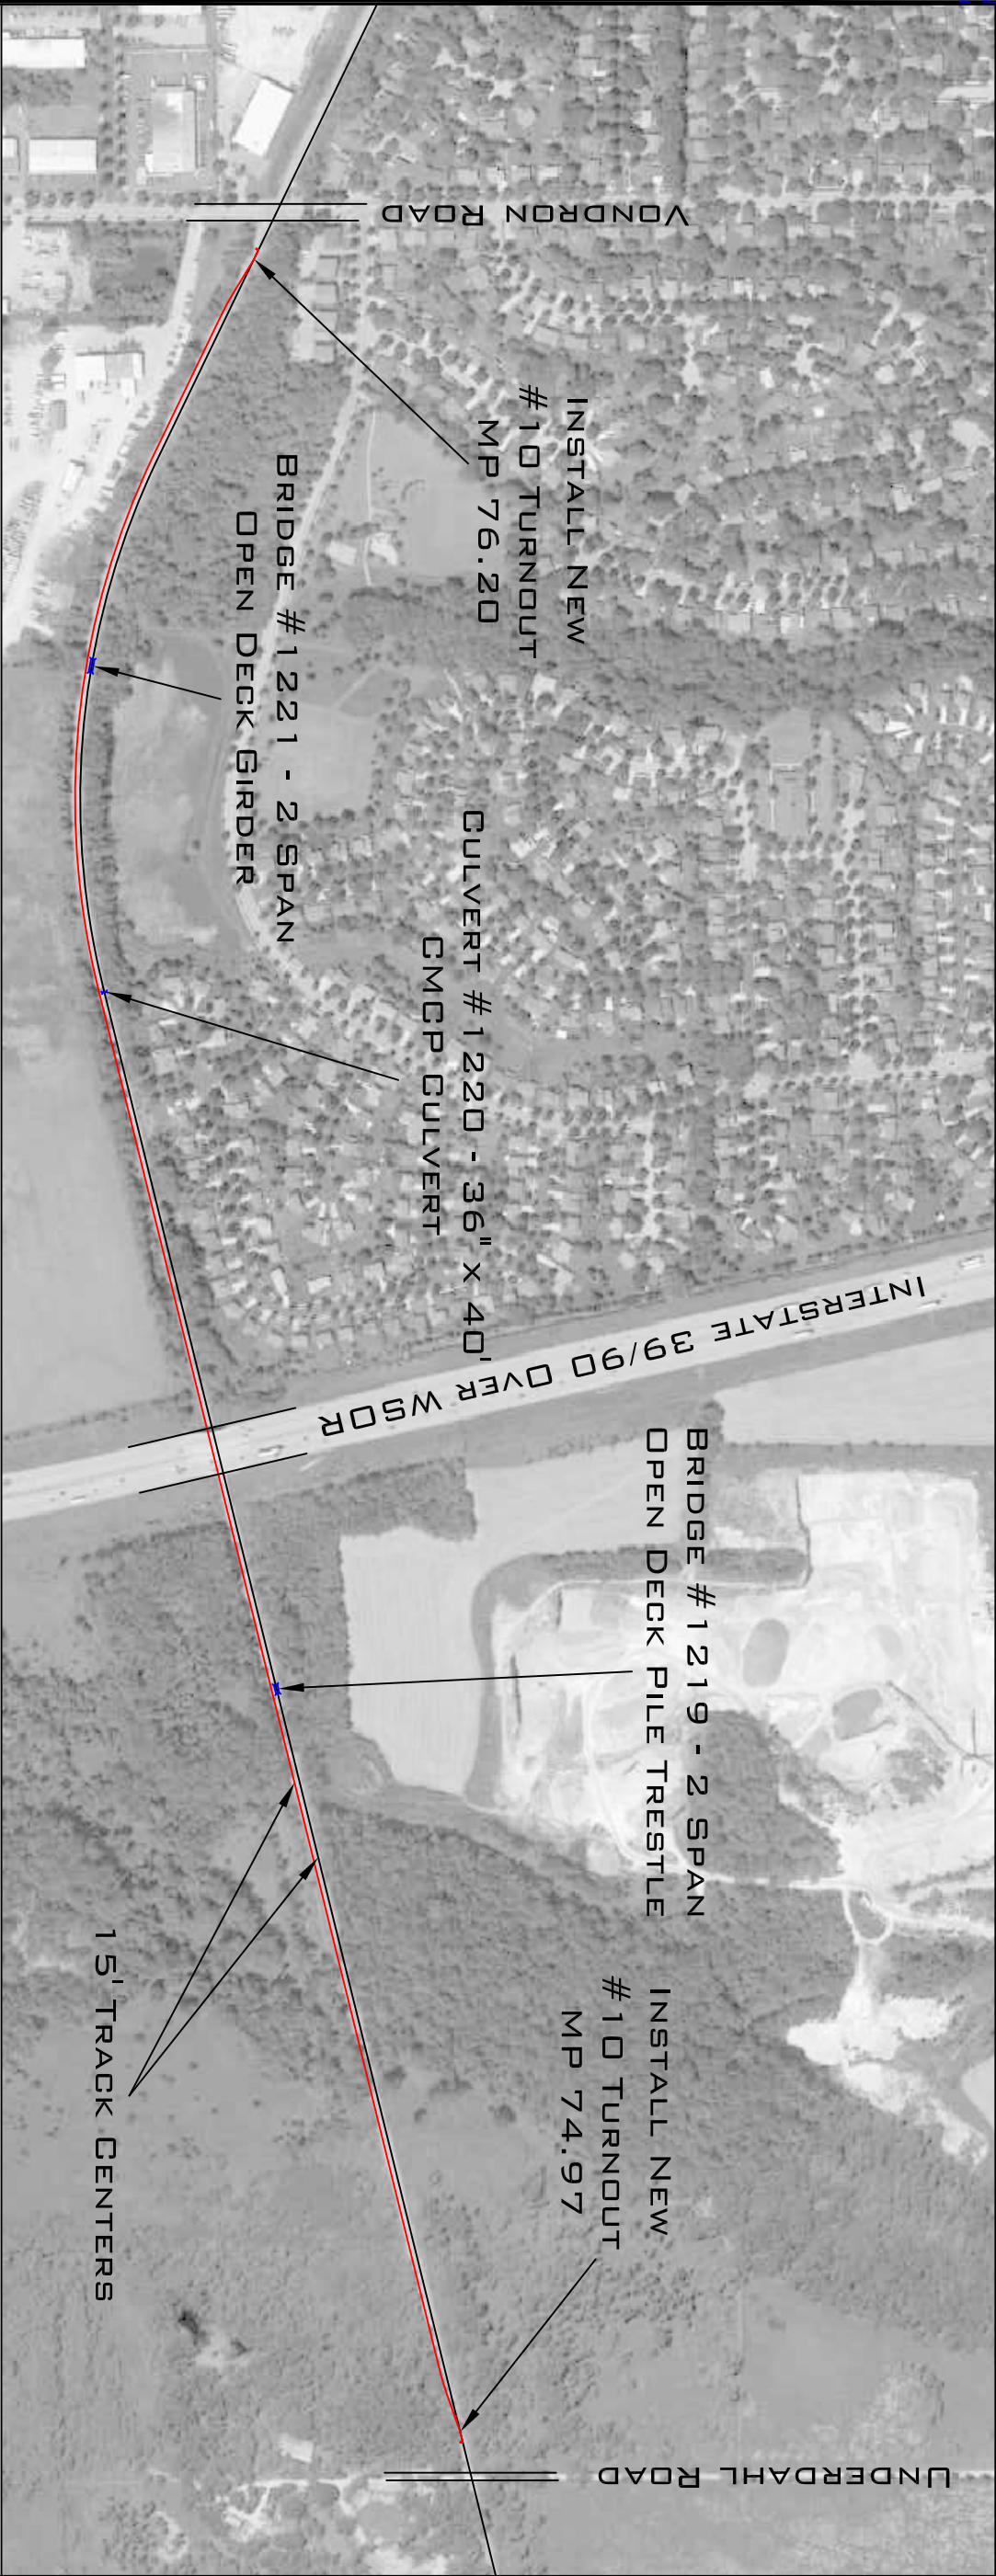 VONDRON ROAD
INSTALL NEW
#10 TURNOUT
MP 76.20
BRIDGE #1221 - 2 SPAN
OPEN DECK GIRDER
CULVERT #1220 - 36" X 40'
CMCP CULVERT
INTERSTATE 39/90 OVER WSOR
BRIDGE #1219 - 2 SPAN
OPEN DECK PILE TRESTLE
15' TRACK CENTERS
INSTALL NEW
#10 TURNOUT
MP 74.97
UNDERDAHL ROAD